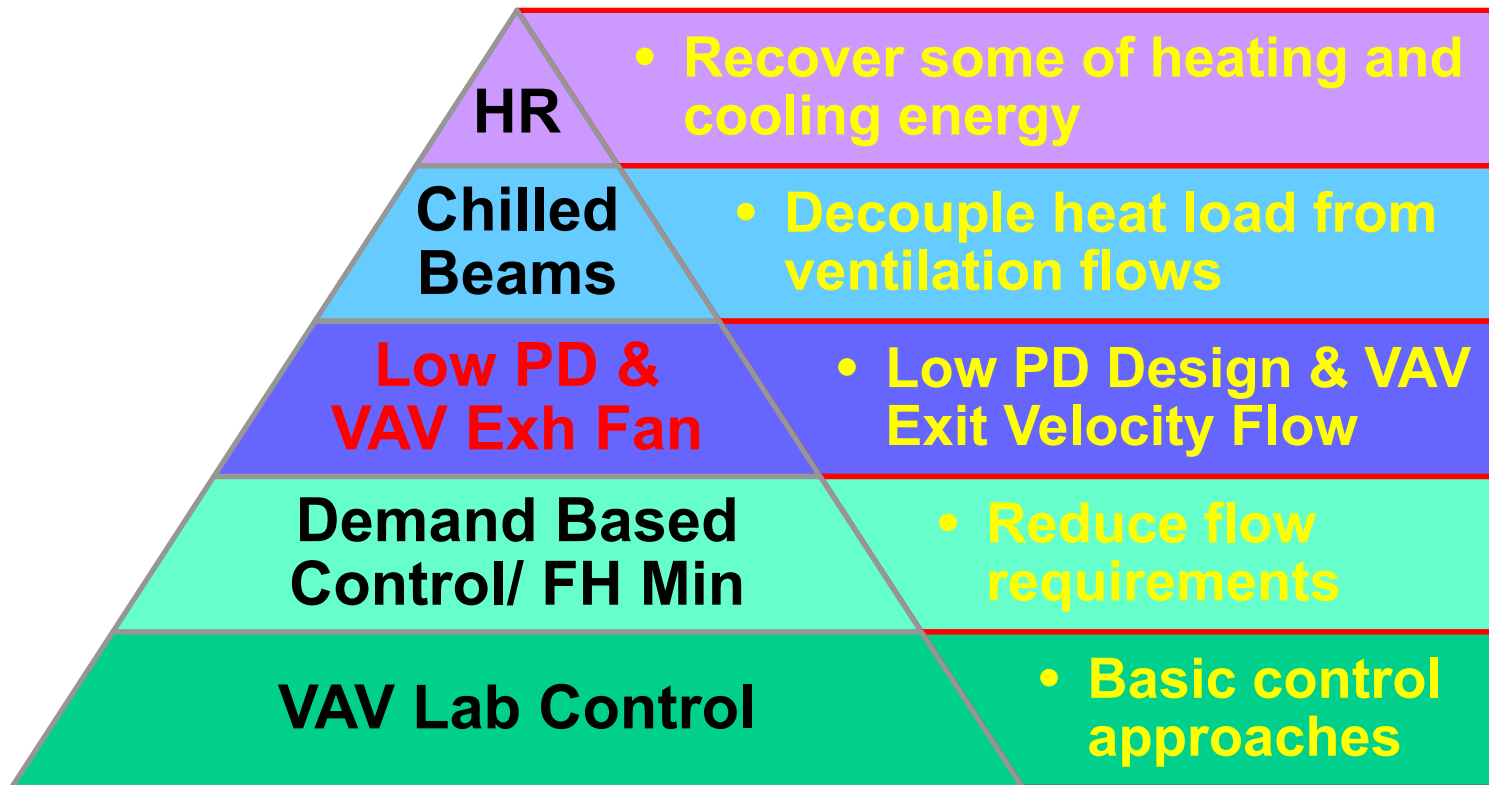 HR
• Recover some of heating and
cooling energy
Chilled
Beams
• Decouple heat load from
ventilation flows
Low PD &
VAV Exh Fan
• Low PD Design & VAV
Exit Velocity Flow
Demand Based
Control/ FH Min
• Reduce flow
requirements
VAV Lab Control
• Basic control
approaches